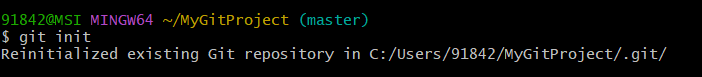 91842@MSI MINGW64 ~/MyGitProject (master)
$ git init
Reinitialized existing Git repository in C:/Users/91842/MyGitProject/.git/